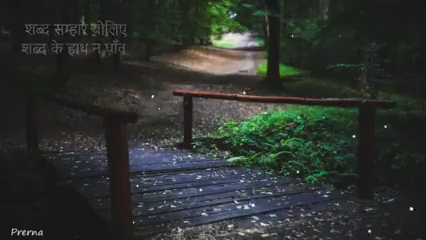 शब्द सम्हारे बोलिए
शब्द के हाथ न पाँव
Prerna